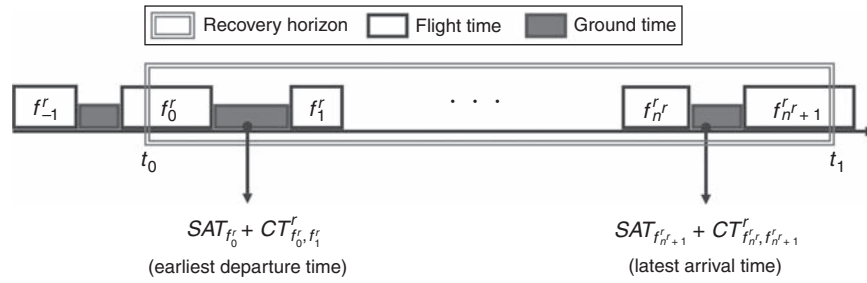 Recovery horizon Flight time Ground time
f^r_{-1} f^r_0 f^r_1 . . . f^r_{n^r} f^r_{n^r+1}
t_0 t_1
SAT_{f^r_0} + CT^r_{f^r_0, f^r_1} SAT_{f^r_{n^r+1}} + CT^r_{f^r_{n^r}, f^r_{n^r+1}}
(earliest departure time) (latest arrival time)